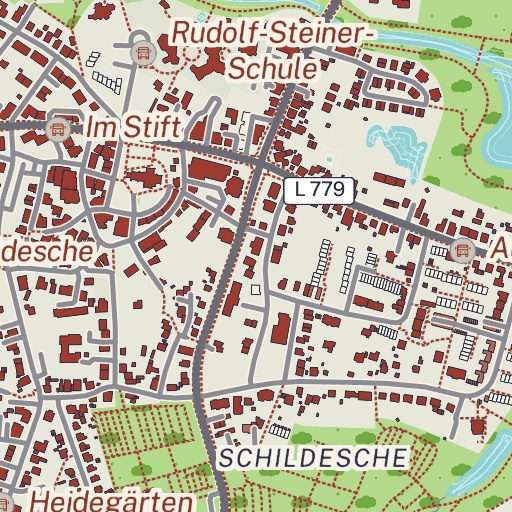 Rudolf-Steiner-
Schule
Im Stift
L 779
desche
A
SCHILDESCHE
Heidegärten